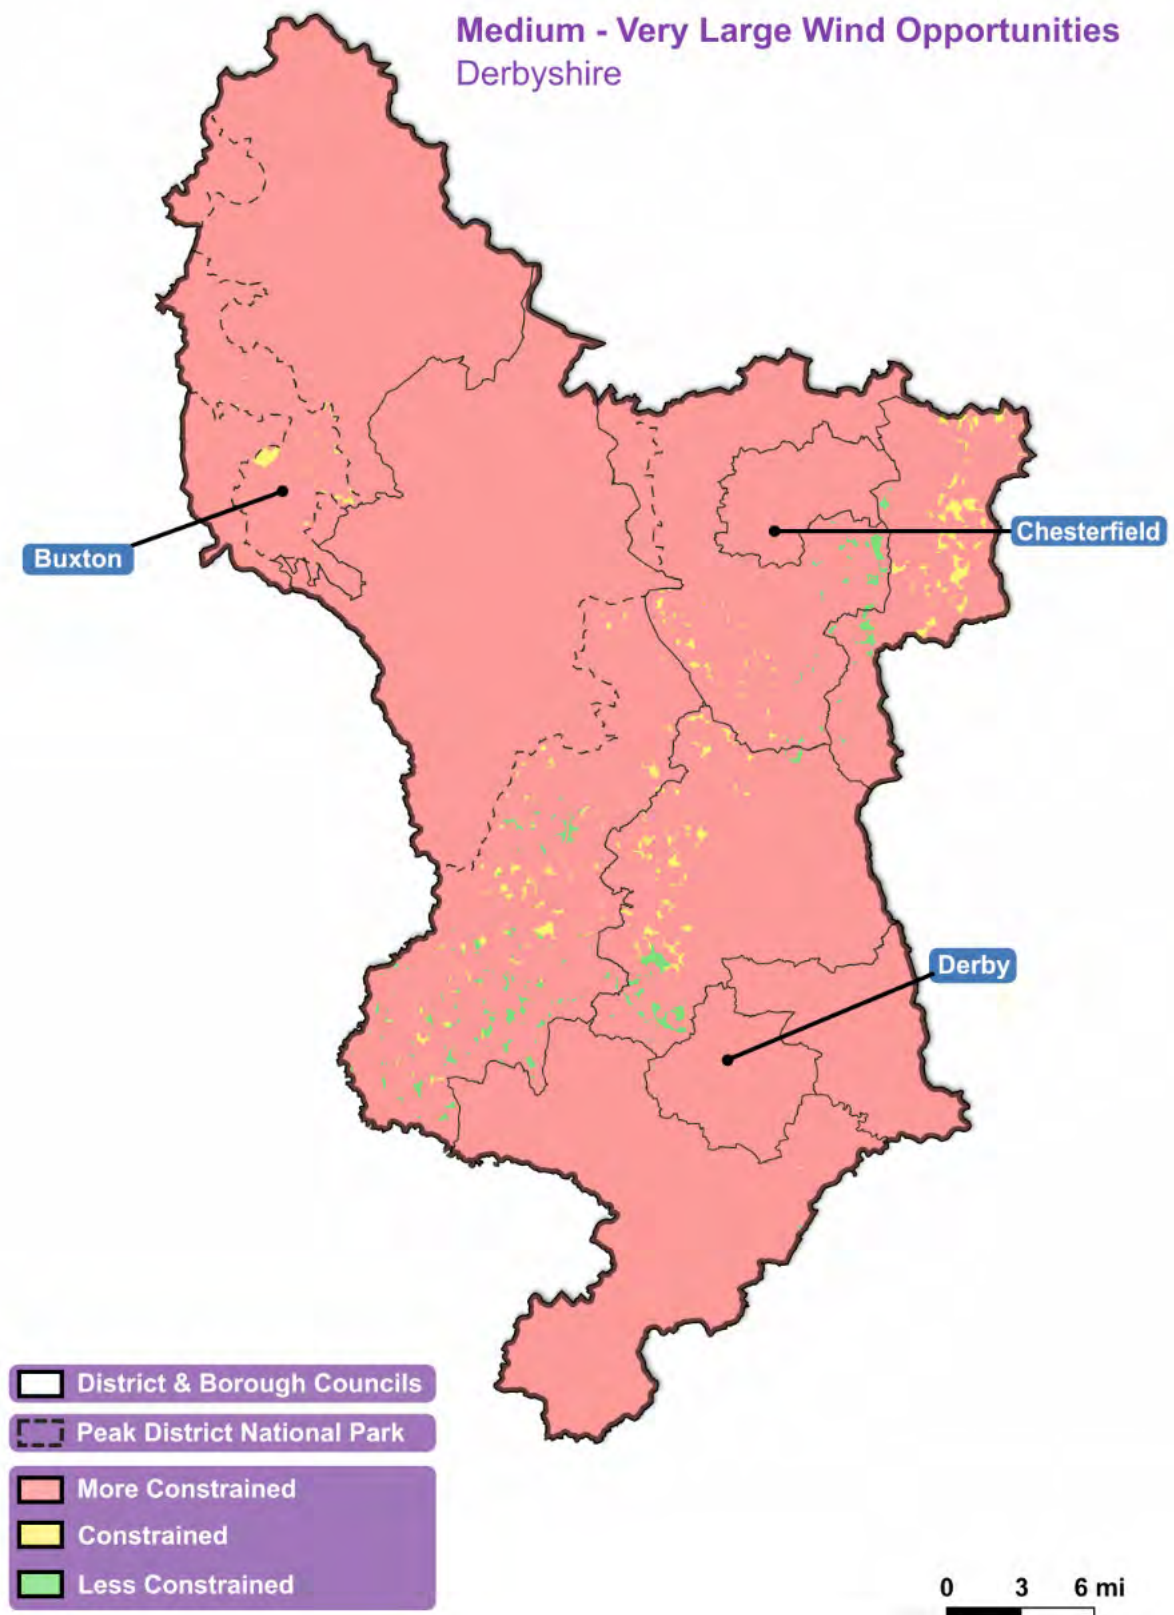 Medium - Very Large Wind Opportunities
Derbyshire
Buxton
Chesterfield
Derby
District & Borough Councils
Peak District National Park
More Constrained
Constrained
Less Constrained
0 3 6 mi